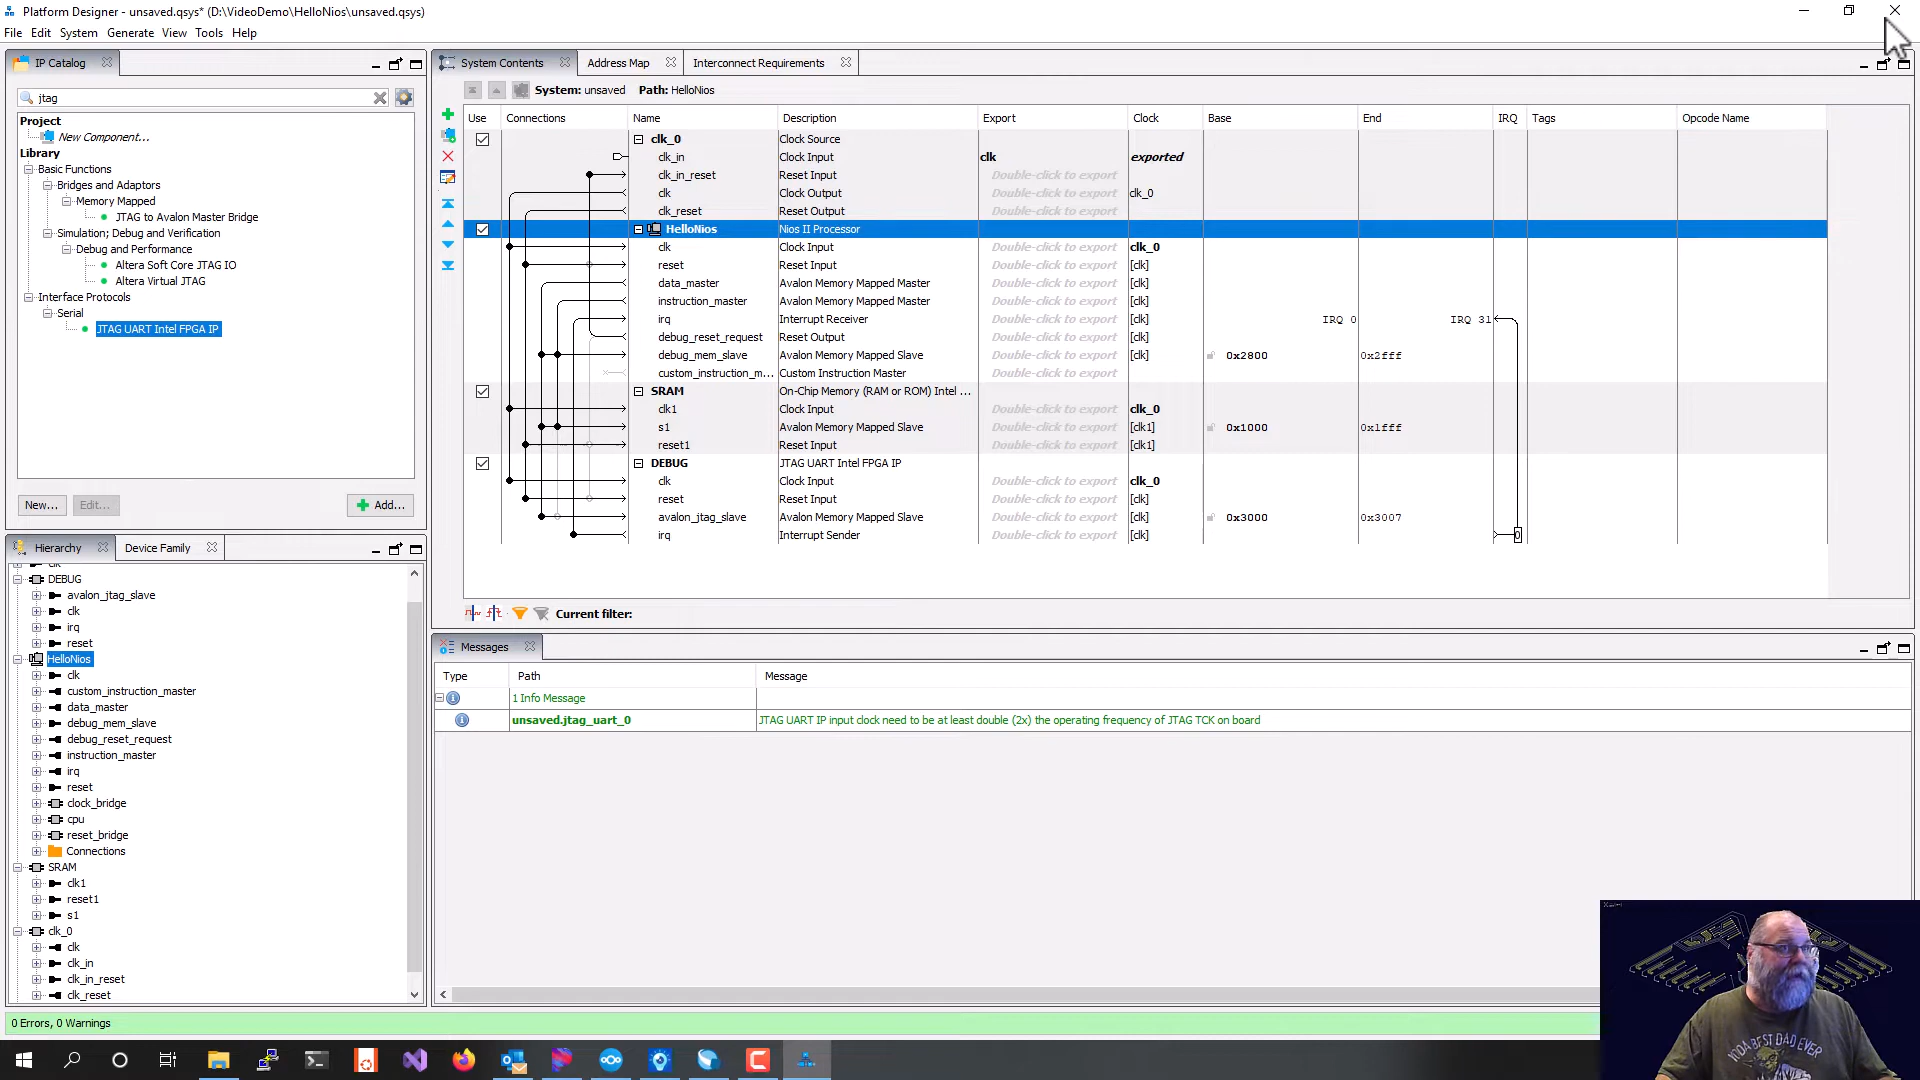 Platform Designer - unsaved.qsys* (D:\VideoDemo\HelloNios\unsaved.qsys)
File Edit System Generate View Tools Help
IP Catalog
jtag
Project
New Component...
Library
Basic Functions
Bridges and Adaptors
Memory Mapped
JTAG to Avalon Master Bridge
Simulation; Debug and Verification
Debug and Performance
Altera Soft Core JTAG IO
Altera Virtual JTAG
Interface Protocols
Serial
JTAG UART Intel FPGA IP
New... Edit... Add...
Hierarchy Device Family
DEBUG
avalon_jtag_slave
clk
irq
reset
HelloNios
clk
custom_instruction_master
data_master
debug_mem_slave
debug_reset_request
instruction_master
irq
reset
clock_bridge
cpu
reset_bridge
Connections
SRAM
clk1
reset1
s1
clk_0
clk
clk_in
clk_in_reset
clk_reset
System Contents Address Map Interconnect Requirements
System: unsaved Path: HelloNios
Use Connections Name Description Export Clock Base End IRQ Tags Opcode Name
clk_0 Clock Source
clk_in Clock Input clk exported
clk_in_reset Reset Input Double-click to export
clk Clock Output Double-click to export clk_0
clk_reset Reset Output Double-click to export
HelloNios Nios II Processor
clk Clock Input Double-click to export clk_0
reset Reset Input Double-click to export [clk]
data_master Avalon Memory Mapped Master Double-click to export [clk]
instruction_master Avalon Memory Mapped Master Double-click to export [clk]
irq Interrupt Receiver Double-click to export [clk] IRQ 0 IRQ 31
debug_reset_request Reset Output Double-click to export [clk]
debug_mem_slave Avalon Memory Mapped Slave Double-click to export [clk] 0x2800 0x2fff
custom_instruction_m... Custom Instruction Master Double-click to export
SRAM On-Chip Memory (RAM or ROM) Intel ...
clk1 Clock Input Double-click to export clk_0
s1 Avalon Memory Mapped Slave Double-click to export [clk1] 0x1000 0x1fff
reset1 Reset Input Double-click to export [clk1]
DEBUG JTAG UART Intel FPGA IP
clk Clock Input Double-click to export clk_0
reset Reset Input Double-click to export [clk]
avalon_jtag_slave Avalon Memory Mapped Slave Double-click to export [clk] 0x3000 0x3007
irq Interrupt Sender Double-click to export [clk] 0
Current filter:
Messages
Type Path Message
1 Info Message
unsaved.jtag_uart_0 JTAG UART IP input clock need to be at least double (2x) the operating frequency of JTAG TCK on board
0 Errors, 0 Warnings
BEST DAD EVER